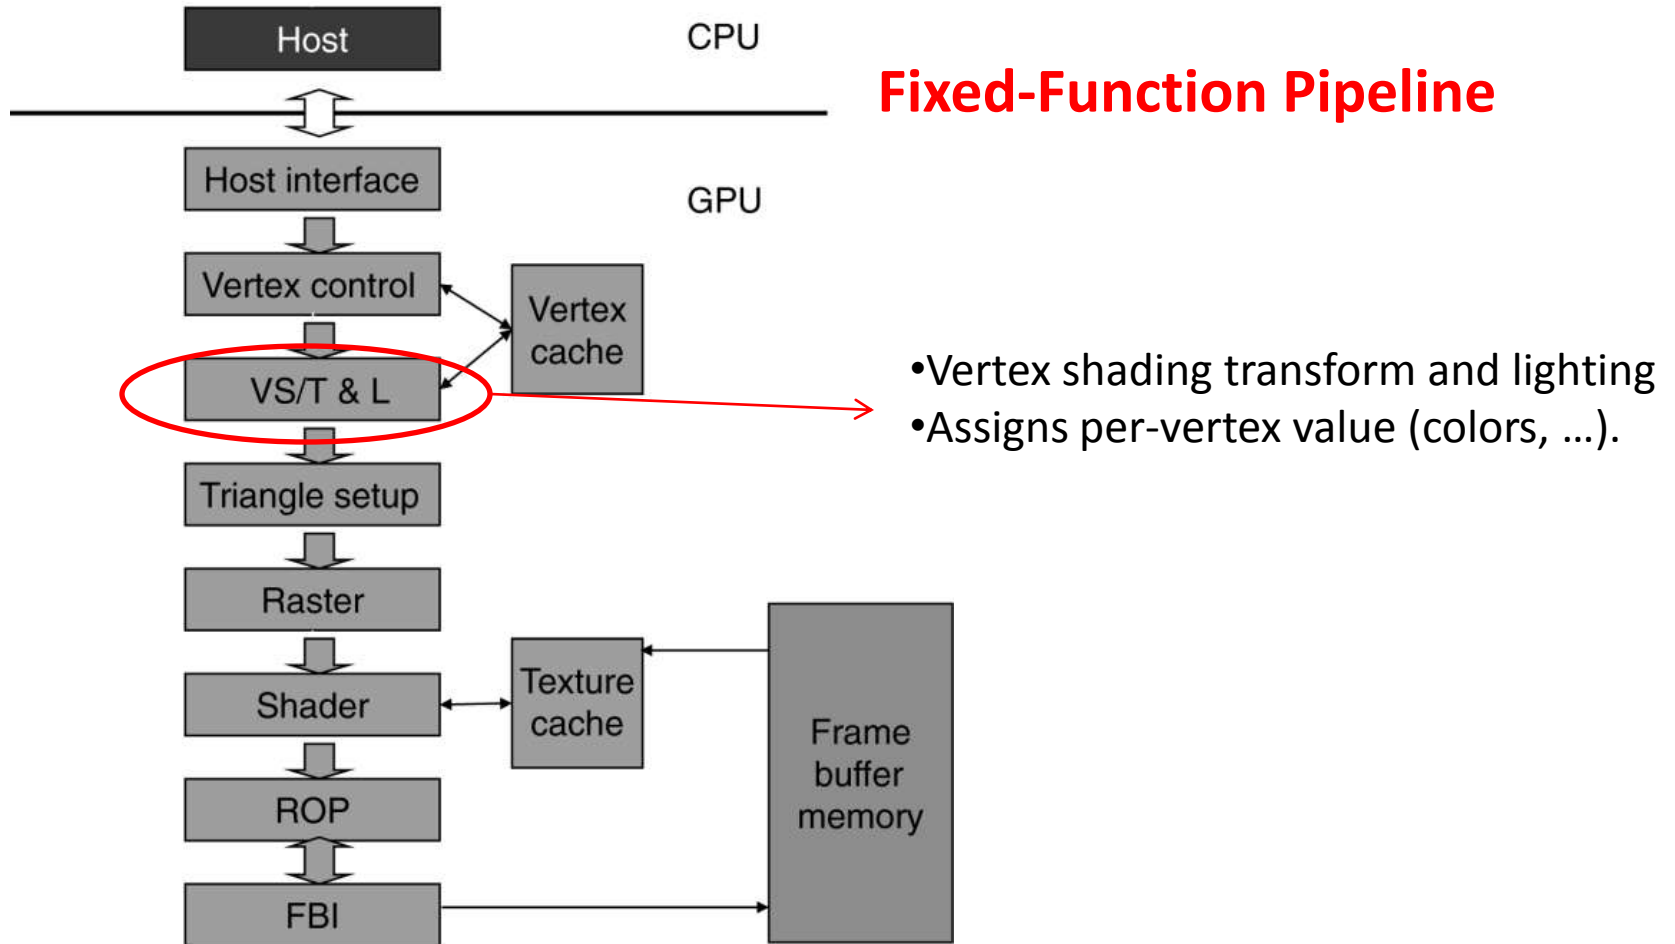 Host
CPU
Fixed-Function Pipeline
Host interface
GPU
Vertex control
Vertex
cache
VS/T & L
•Vertex shading transform and lighting
•Assigns per-vertex value (colors, …).
Triangle setup
Raster
Shader
Texture
cache
Frame
buffer
memory
ROP
FBI